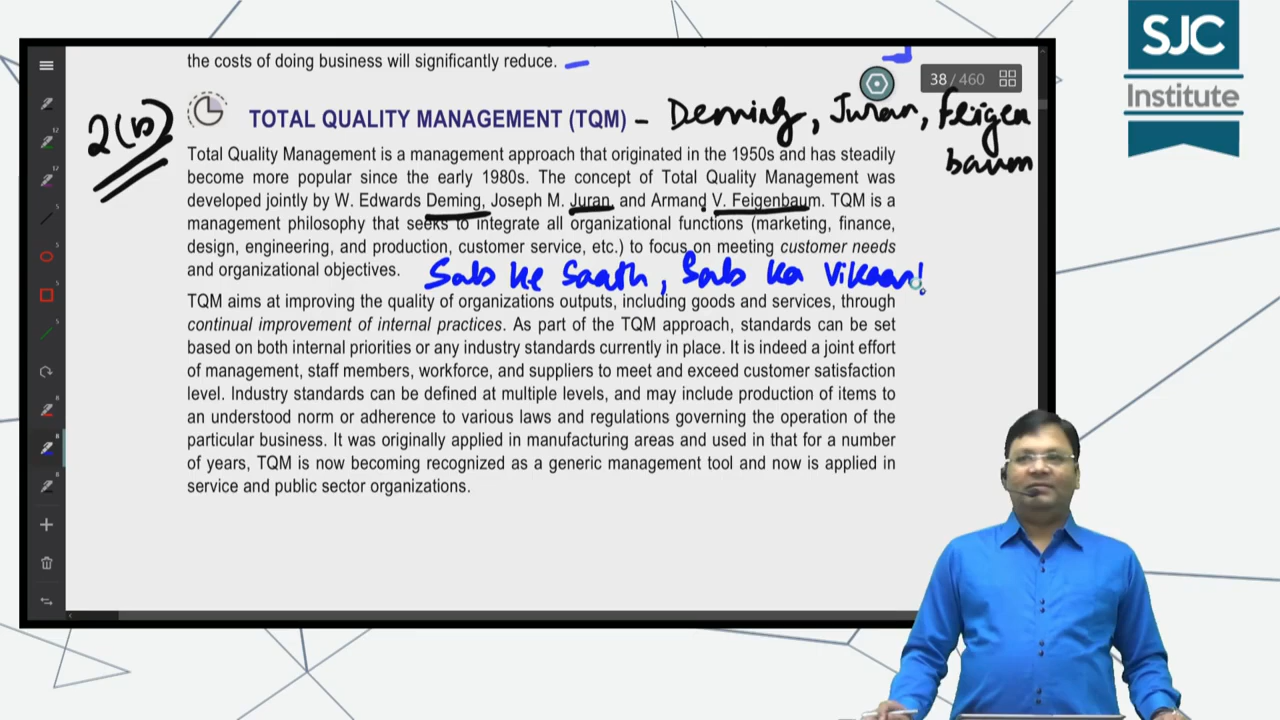 SJC
Institute
the costs of doing business will significantly reduce.
38 / 460
2(b)
TOTAL QUALITY MANAGEMENT (TQM) - Deming, Juran, Feigen
baum
Total Quality Management is a management approach that originated in the 1950s and has steadily
become more popular since the early 1980s. The concept of Total Quality Management was
developed jointly by W. Edwards Deming, Joseph M. Juran, and Armand V. Feigenbaum. TQM is a
management philosophy that seeks to integrate all organizational functions (marketing, finance,
design, engineering, and production, customer service, etc.) to focus on meeting customer needs
and organizational objectives.
Sab ke Saath, Sab ka Vikaas!
TQM aims at improving the quality of organizations outputs, including goods and services, through
continual improvement of internal practices. As part of the TQM approach, standards can be set
based on both internal priorities or any industry standards currently in place. It is indeed a joint effort
of management, staff members, workforce, and suppliers to meet and exceed customer satisfaction
level. Industry standards can be defined at multiple levels, and may include production of items to
an understood norm or adherence to various laws and regulations governing the operation of the
particular business. It was originally applied in manufacturing areas and used in that for a number
of years, TQM is now becoming recognized as a generic management tool and now is applied in
service and public sector organizations.